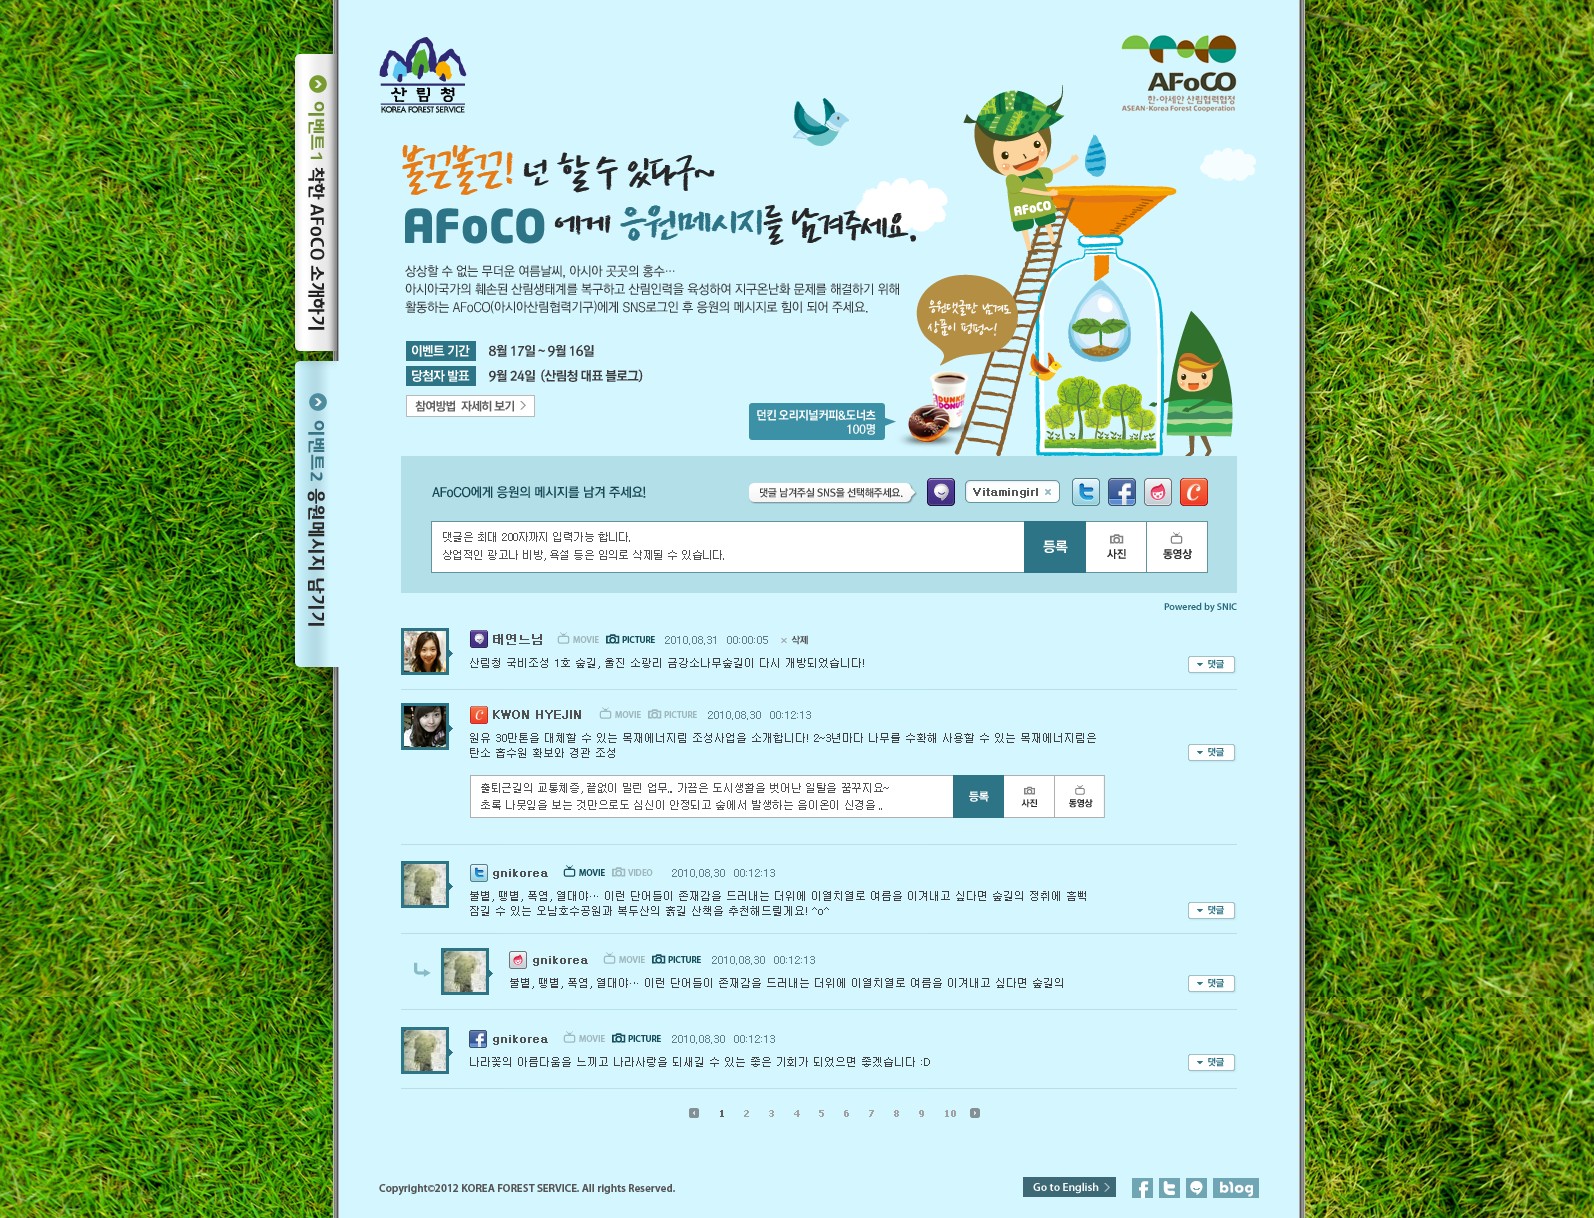 산림청
KOREA FOREST SERVICE
AFoCO
한·아세안 산림협력협정
ASEAN·Korea Forest Cooperation
이벤트1 착한 AFoCO 소개하기
이벤트2 응원메시지 남기기
불끈불끈! 넌 할 수 있다구~
AFoCO에게 응원메시지를 남겨주세요.
AFoCO
상상할 수 없는 무더운 여름날씨, 아시아 곳곳의 홍수…
아시아국가의 훼손된 산림생태계를 복구하고 산림인력을 육성하여 지구온난화 문제를 해결하기 위해
활동하는 AFoCO(아시아산림협력기구)에게 SNS로그인 후 응원의 메시지로 힘이 되어 주세요.
응원댓글만 남겨도
상품이 펑펑~!
이벤트 기간 8월 17일 ~ 9월 16일
당첨자 발표 9월 24일 (산림청 대표 블로그)
참여방법 자세히 보기
DUNKIN' DONUTS
던킨 오리지널커피&도너츠
100명
AFoCO에게 응원의 메시지를 남겨 주세요!
댓글 남겨주실 SNS을 선택해주세요.
Vitamingirl ×
댓글은 최대 200자까지 입력가능 합니다.
상업적인 광고나 비방, 욕설 등은 임의로 삭제될 수 있습니다.
등록
사진
동영상
Powered by SNIC
태연느님 MOVIE PICTURE 2010.08.31 00:00:05 × 삭제
산림청 국비조성 1호 숲길, 울진 소광리 금강소나무숲길이 다시 개방되었습니다!
댓글
KWON HYEJIN MOVIE PICTURE 2010.08.30 00:12:13
원유 30만톤을 대체할 수 있는 목재에너지림 조성사업을 소개합니다! 2~3년마다 나무를 수확해 사용할 수 있는 목재에너지림은
탄소 흡수원 확보와 경관 조성
댓글
출퇴근길의 교통체증, 끝없이 밀린 업무.. 가끔은 도시생활을 벗어난 일탈을 꿈꾸지요~
초록 나뭇잎을 보는 것만으로도 심신이 안정되고 숲에서 발생하는 음이온이 신경을 ..
등록
사진
동영상
gnikorea MOVIE VIDEO 2010.08.30 00:12:13
불볕, 땡볕, 폭염, 열대야… 이런 단어들이 존재감을 드러내는 더위에 이열치열로 여름을 이겨내고 싶다면 숲길의 정취에 흠뻑
잠길 수 있는 오남호수공원과 복두산의 흙길 산책을 추천해드릴게요! ^o^
댓글
gnikorea MOVIE PICTURE 2010.08.30 00:12:13
불볕, 땡볕, 폭염, 열대야… 이런 단어들이 존재감을 드러내는 더위에 이열치열로 여름을 이겨내고 싶다면 숲길의
댓글
gnikorea MOVIE PICTURE 2010.08.30 00:12:13
나라꽃의 아름다움을 느끼고 나라사랑을 되새길 수 있는 좋은 기회가 되었으면 좋겠습니다 :D
댓글
1 2 3 4 5 6 7 8 9 10
Copyright©2012 KOREA FOREST SERVICE. All rights Reserved.
Go to English
blog